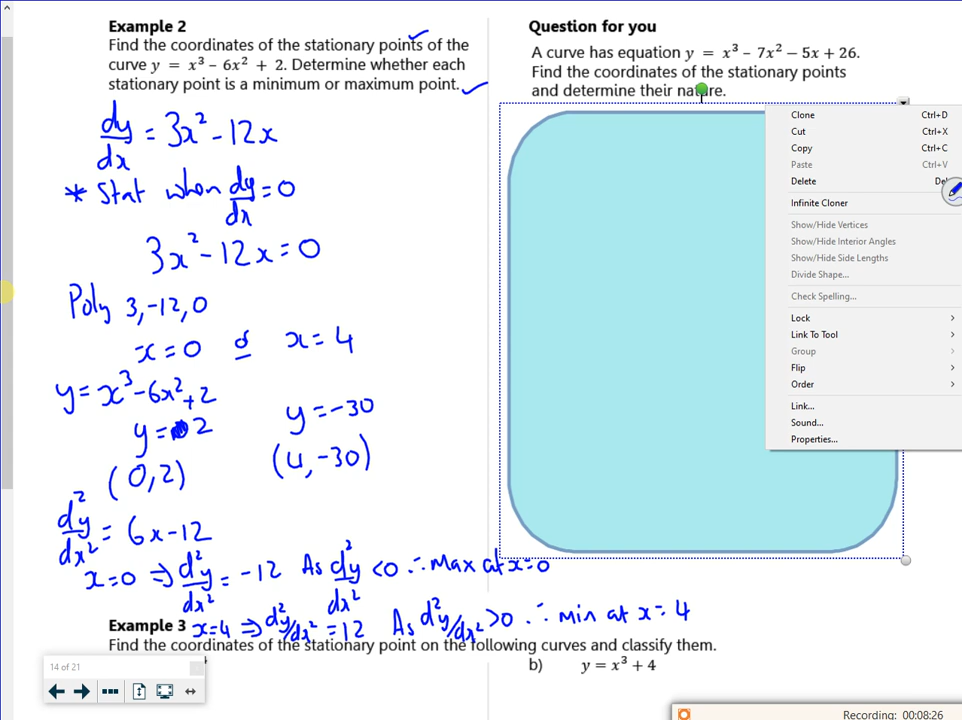 Example 2
Find the coordinates of the stationary points of the
curve y = x³ – 6x² + 2. Determine whether each
stationary point is a minimum or maximum point.
dy/dx = 3x² - 12x
* Stat when dy/dx = 0
3x² - 12x = 0
Poly 3, -12, 0
x = 0 or x = 4
y = x³ - 6x² + 2
y = 2 y = -30
(0, 2) (4, -30)
d²y/dx² = 6x - 12
x = 0 ⇒ d²y/dx² = -12 As d²y/dx² < 0 ∴ Max at x = 0
x = 4 ⇒ d²y/dx² = 12 As d²y/dx² > 0 ∴ min at x = 4
Example 3
Find the coordinates of the stationary point on the following curves and classify them.
b) y = x³ + 4
Question for you
A curve has equation y = x³ – 7x² – 5x + 26.
Find the coordinates of the stationary points
and determine their nature.
Clone Ctrl+D
Cut Ctrl+X
Copy Ctrl+C
Paste Ctrl+V
Delete De
Infinite Cloner
Show/Hide Vertices
Show/Hide Interior Angles
Show/Hide Side Lengths
Divide Shape...
Check Spelling...
Lock
Link To Tool
Group
Flip
Order
Link...
Sound...
Properties...
14 of 21
Recording: 00:08:26